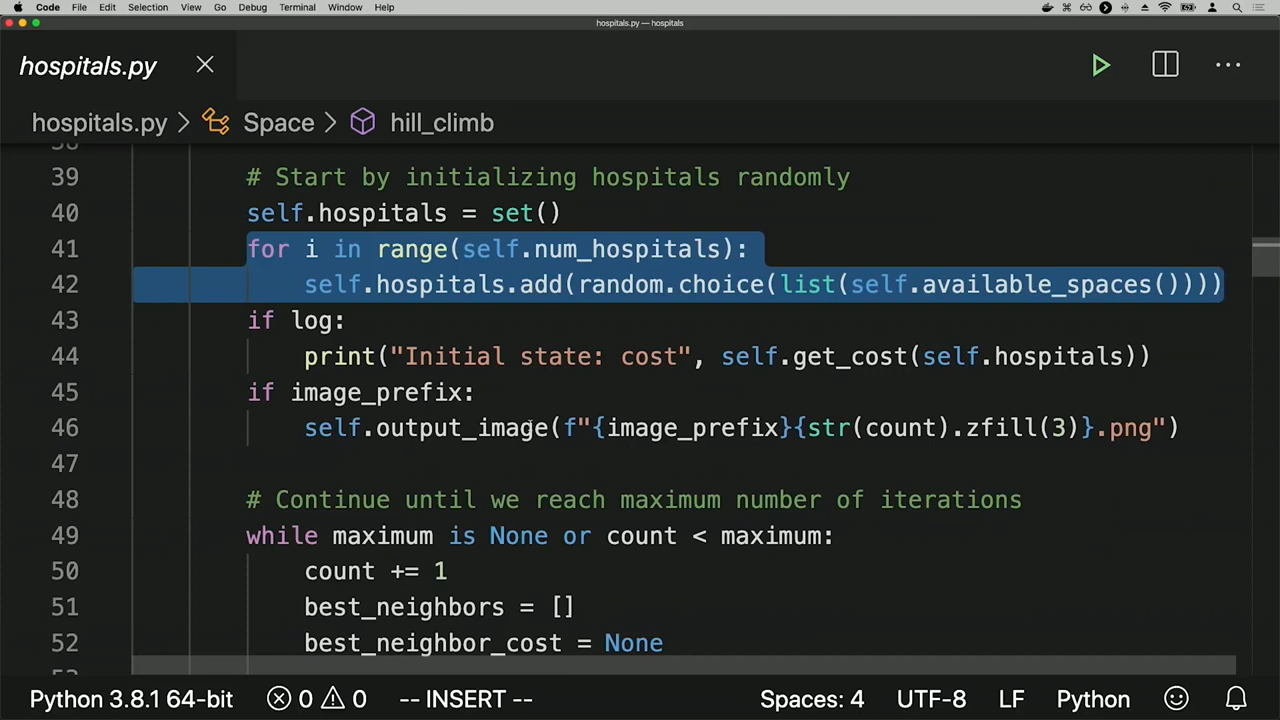 Code File Edit Selection View Go Debug Terminal Window Help
hospitals.py — hospitals
hospitals.py
hospitals.py > Space > hill_climb
39 # Start by initializing hospitals randomly
40 self.hospitals = set()
41 for i in range(self.num_hospitals):
42 self.hospitals.add(random.choice(list(self.available_spaces())))
43 if log:
44 print("Initial state: cost", self.get_cost(self.hospitals))
45 if image_prefix:
46 self.output_image(f"{image_prefix}{str(count).zfill(3)}.png")
47
48 # Continue until we reach maximum number of iterations
49 while maximum is None or count < maximum:
50 count += 1
51 best_neighbors = []
52 best_neighbor_cost = None
Python 3.8.1 64-bit 0 0 -- INSERT -- Spaces: 4 UTF-8 LF Python